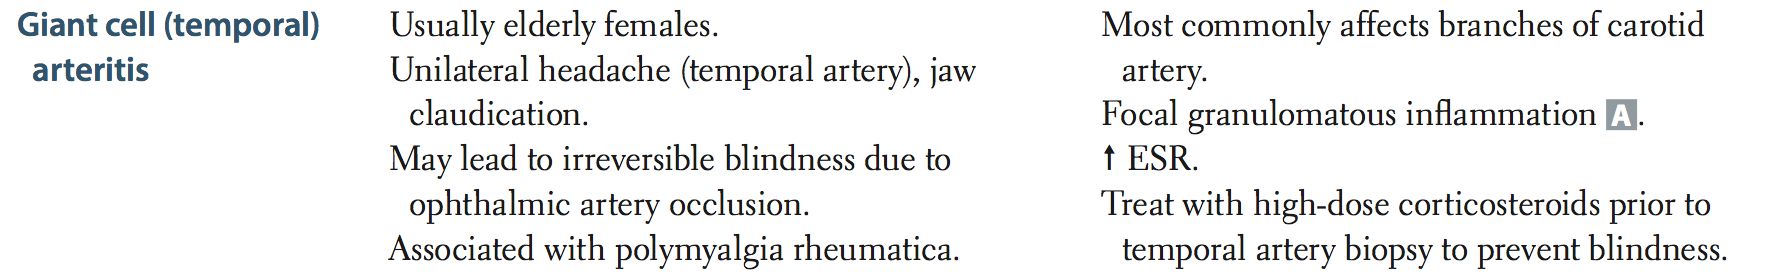 Giant cell (temporal)
arteritis
Usually elderly females.
Unilateral headache (temporal artery), jaw
claudication.
May lead to irreversible blindness due to
ophthalmic artery occlusion.
Associated with polymyalgia rheumatica.
Most commonly affects branches of carotid
artery.
Focal granulomatous inflammation A.
↑ ESR.
Treat with high-dose corticosteroids prior to
temporal artery biopsy to prevent blindness.